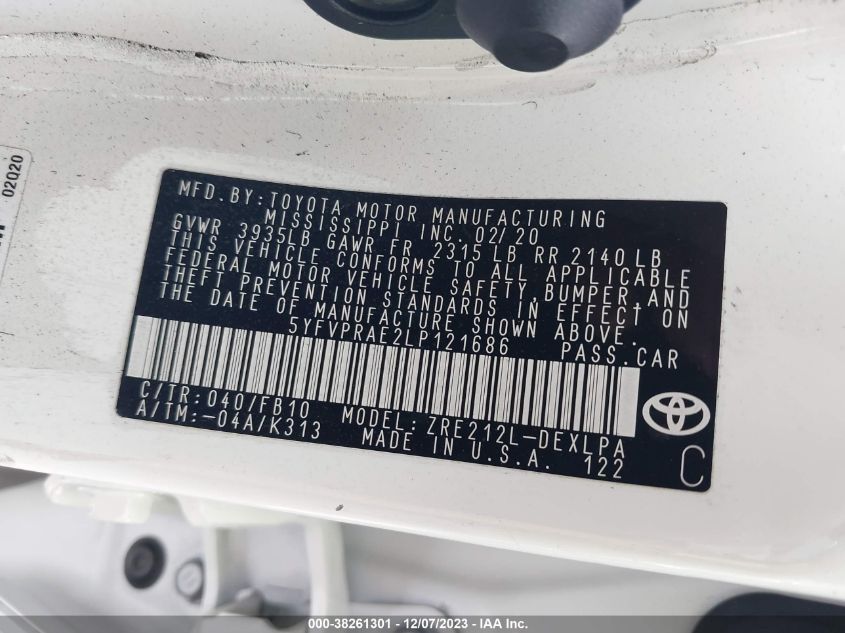 02Q20
MFD.BY:TOYOTA MOTOR MANUFACTURING
MISSISSIPPI INC. 02/20
GVWR 3935LB GAWR FR 2315 LB RR 2140 LB
THIS VEHICLE CONFORMS TO ALL APPLICABLE
FEDERAL MOTOR VEHICLE SAFETY,BUMPER,AND
THEFT PREVENTION STANDARDS IN EFFECT ON
THE DATE OF MANUFACTURE SHOWN ABOVE.
5YFVPRAE2LP121686 PASS.CAR
C/TR:040/FB10 MODEL:ZRE212L-DEXLPA
A/TM:-04A/K313 MADE IN U.S.A. 122
C
000-38261301 - 12/07/2023 - IAA Inc.